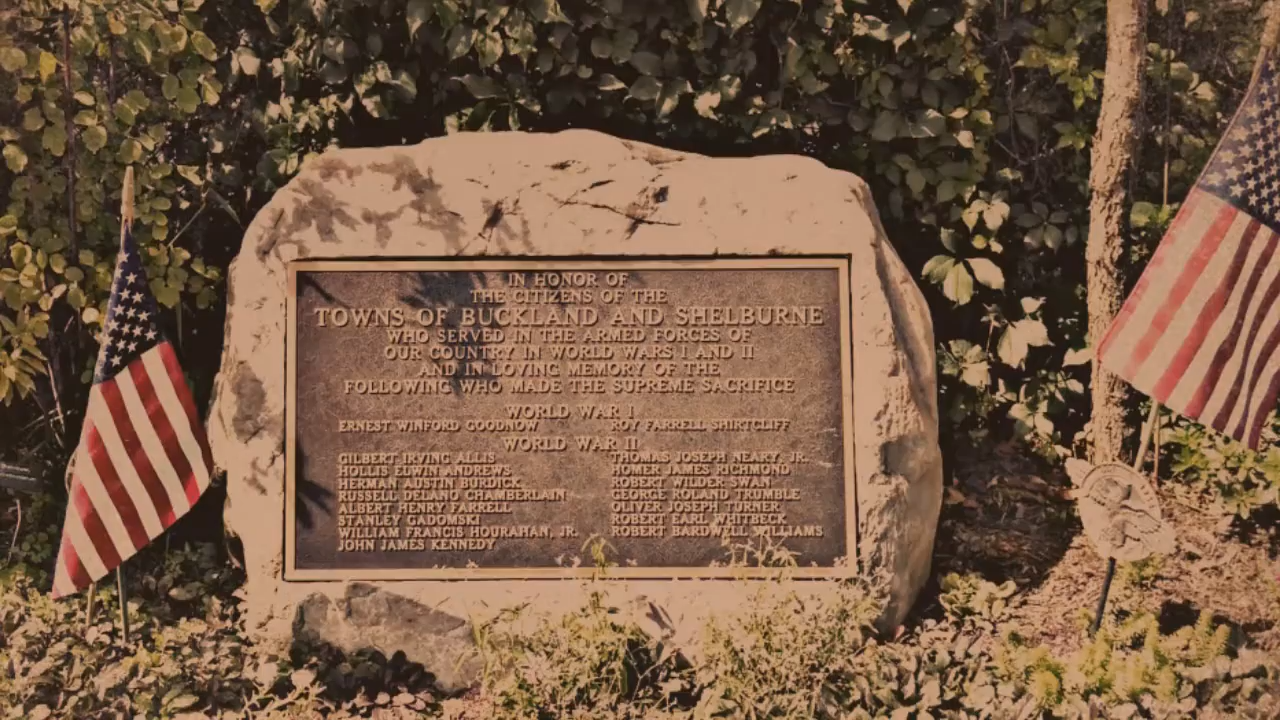 IN HONOR OF
THE CITIZENS OF THE
TOWNS OF BUCKLAND AND SHELBURNE
WHO SERVED IN THE ARMED FORCES OF
OUR COUNTRY IN WORLD WARS I AND II
AND IN LOVING MEMORY OF THE
FOLLOWING WHO MADE THE SUPREME SACRIFICE
WORLD WAR I
ERNEST WINFORD GOODNOW ROY FARRELL SHIRTCLIFF
WORLD WAR II
GILBERT IRVING ALLIS THOMAS JOSEPH NEARY, JR.
HOLLIS EDWIN ANDREWS HOMER JAMES RICHMOND
HERMAN AUSTIN BURDICK ROBERT WILDER SWAN
RUSSELL DELANO CHAMBERLAIN GEORGE ROLAND TRUMBLE
ALBERT HENRY FARRELL OLIVER JOSEPH TURNER
STANLEY GADOMSKI ROBERT EARL WHITBECK
WILLIAM FRANCIS HOURAHAN, JR. ROBERT BARDWELL WILLIAMS
JOHN JAMES KENNEDY